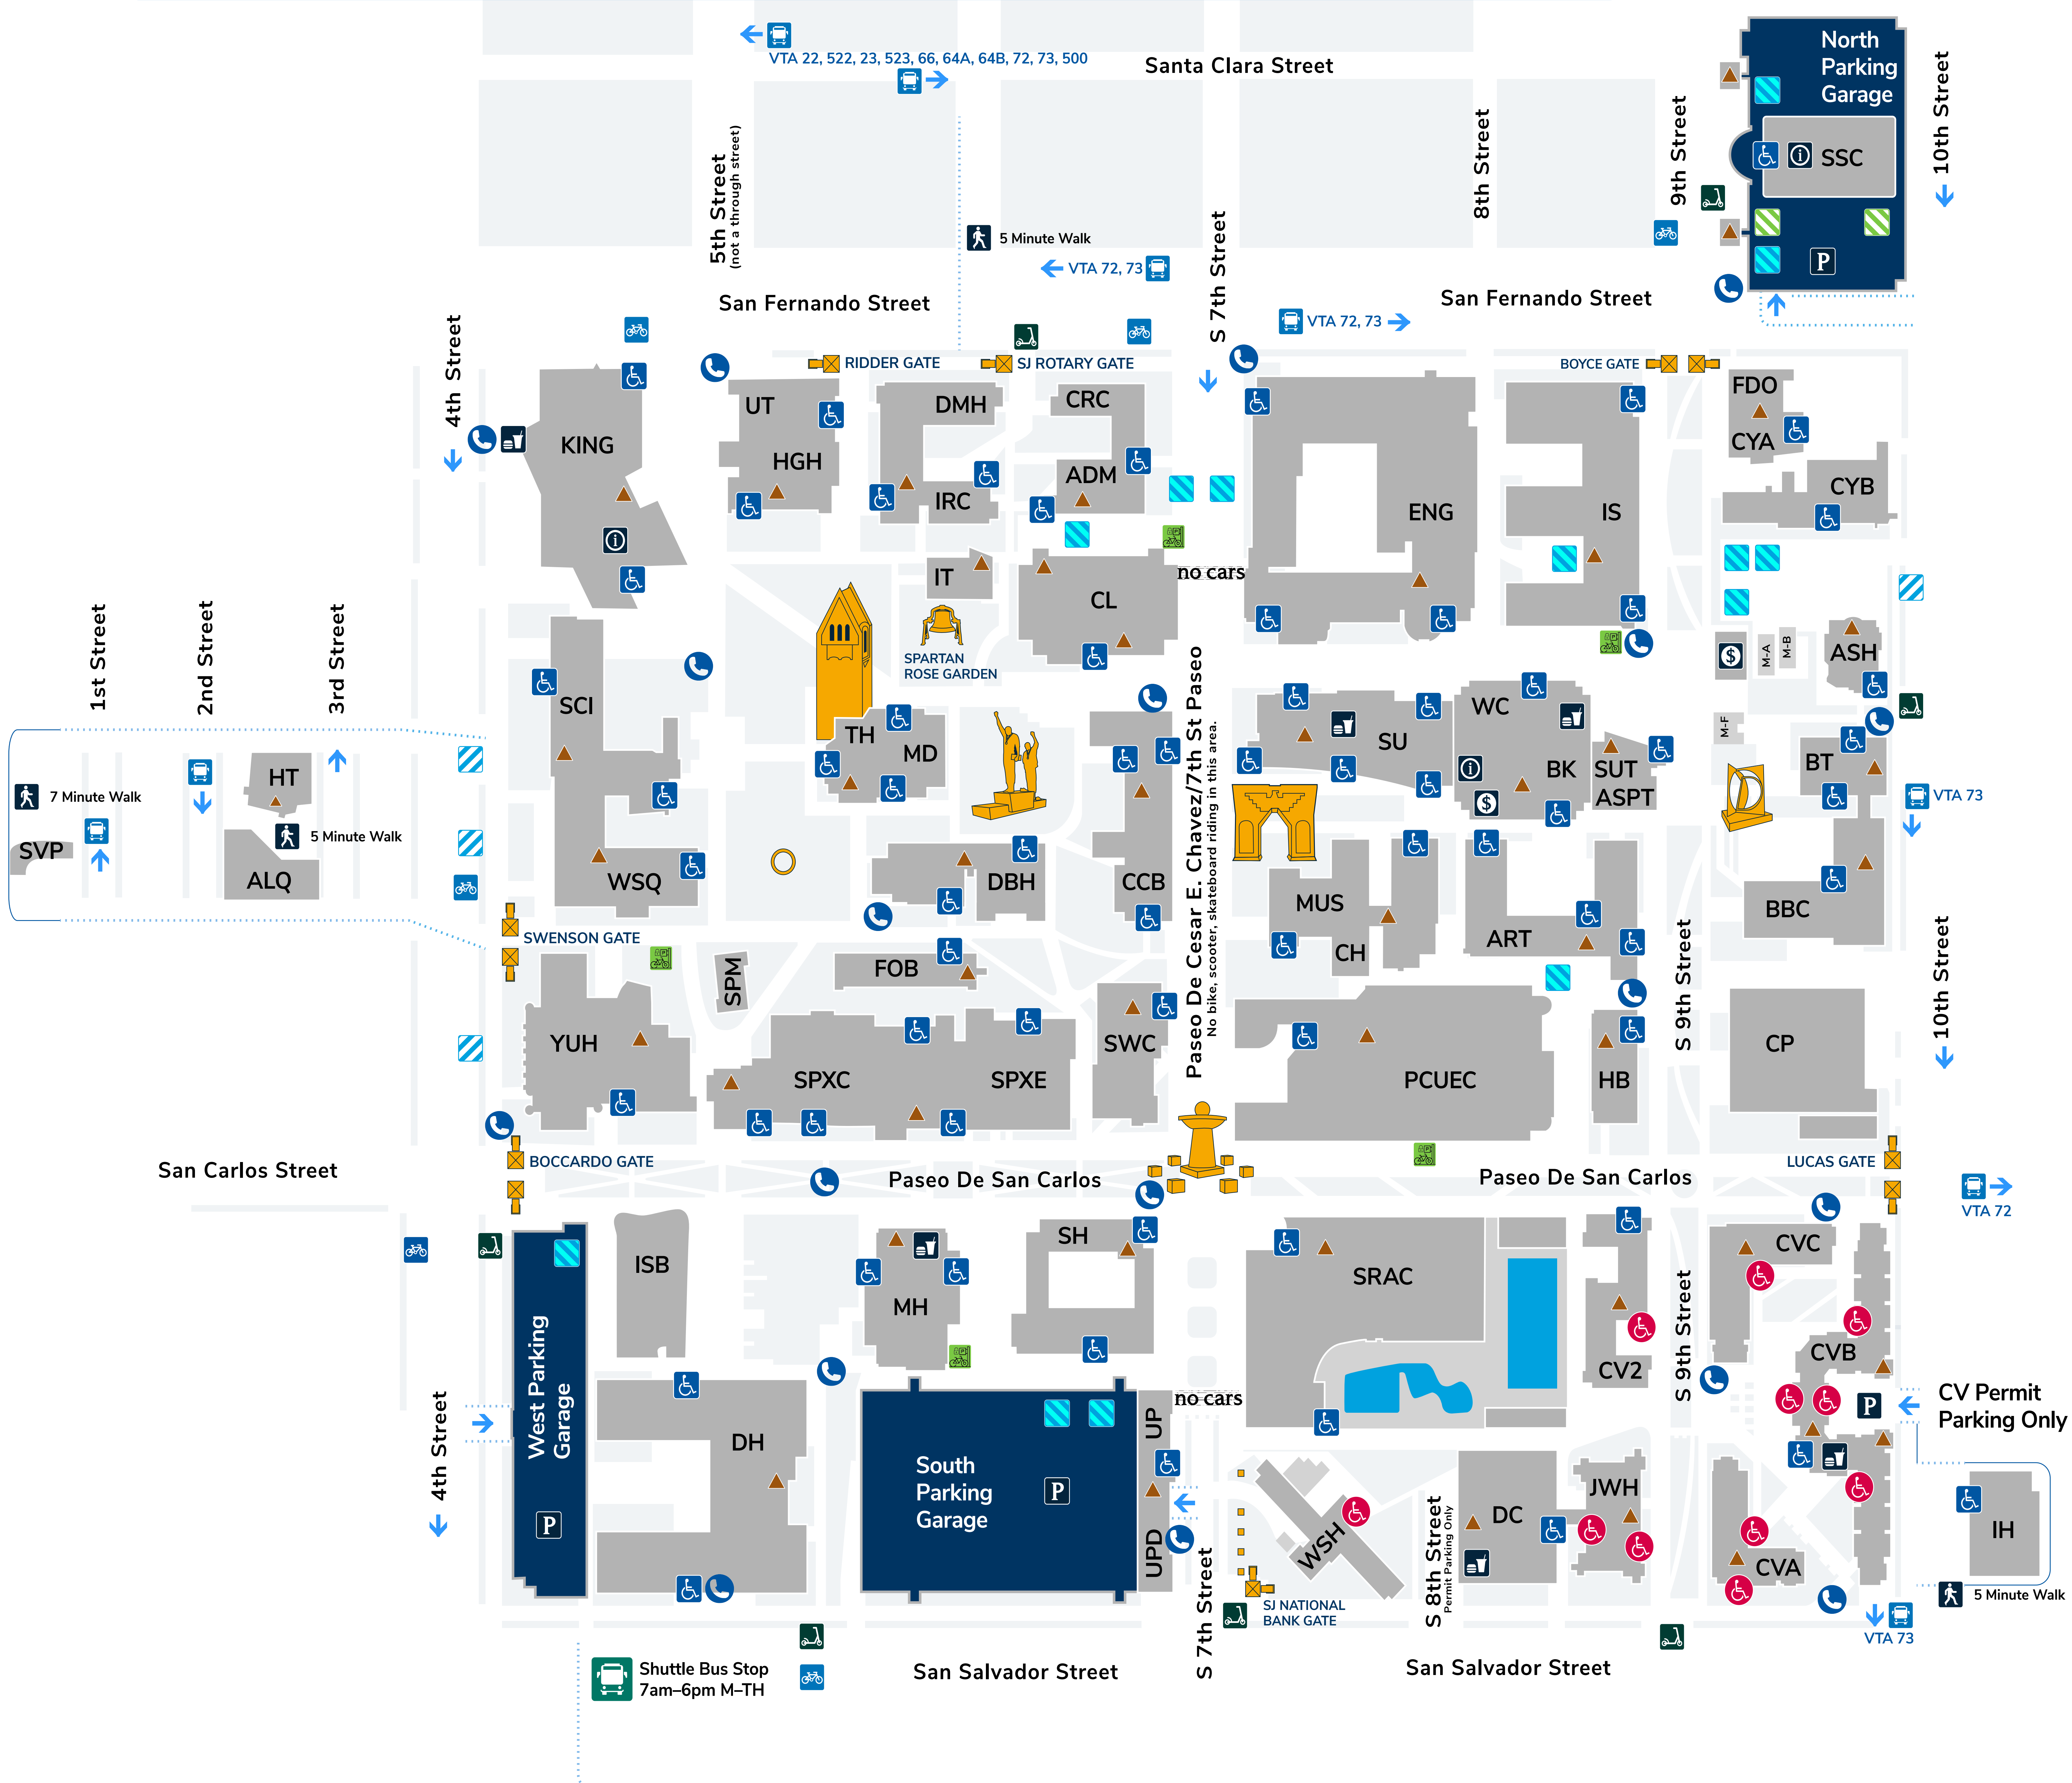 VTA 22, 522, 23, 523, 66, 64A, 64B, 72, 73, 500
Santa Clara Street
North
Parking
Garage
SSC
P
5th Street
(not a through street)
S 7th Street
8th Street
9th Street
10th Street
5 Minute Walk
VTA 72, 73
San Fernando Street
San Fernando Street
VTA 72, 73
4th Street
RIDDER GATE
SJ ROTARY GATE
BOYCE GATE
KING
UT
HGH
DMH
IRC
CRC
ADM
ENG
IS
FDO
CYA
CYB
IT
CL
no cars
SPARTAN
ROSE GARDEN
1st Street
2nd Street
3rd Street
SCI
TH
MD
SU
WC
BK
SUT
ASPT
$
$
M-A
M-B
ASH
M-F
BT
VTA 73
Paseo De Cesar E. Chavez/7th St Paseo
No bike, scooter, skateboard riding in this area.
7 Minute Walk
HT
5 Minute Walk
SVP
ALQ
WSQ
DBH
CCB
MUS
CH
ART
BBC
SWENSON GATE
SPM
FOB
S 9th Street
10th Street
YUH
SPXC
SPXE
SWC
PCUEC
HB
CP
San Carlos Street
BOCCARDO GATE
Paseo De San Carlos
Paseo De San Carlos
LUCAS GATE
VTA 72
West Parking
Garage
P
ISB
MH
SH
SRAC
CV2
S 9th Street
CVC
CVB
P
CV Permit
Parking Only
4th Street
DH
South
Parking
Garage
P
UP
UPD
no cars
WSH
S 8th Street
Permit Parking Only
DC
JWH
CVA
IH
5 Minute Walk
S 7th Street
SJ NATIONAL
BANK GATE
VTA 73
Shuttle Bus Stop
7am–6pm M–TH
San Salvador Street
San Salvador Street